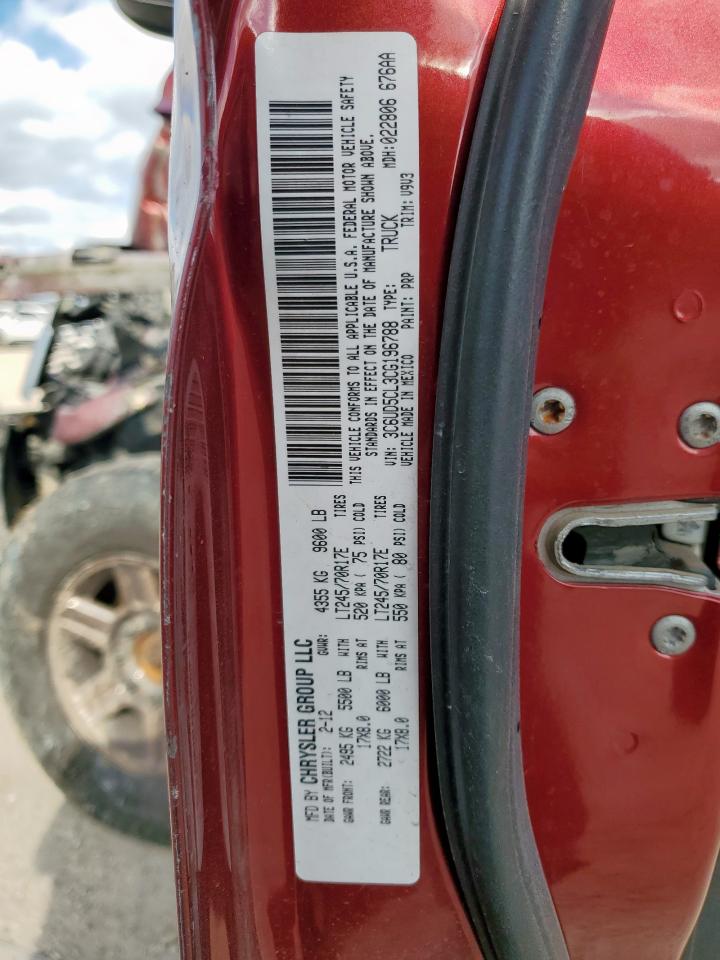 MFD BY CHRYSLER GROUP LLC
DATE OF MFR(BUILT): 2-12 GVWR: 4355 KG 9600 LB
GAWR FRONT: 2495 KG 5500 LB WITH LT245/70R17E TIRES
17X8.0 RIMS AT 520 KPA( 75 PSI) COLD
GAWR REAR: 2722 KG 6000 LB WITH LT245/70R17E TIRES
17X8.0 RIMS AT 550 KPA( 80 PSI) COLD
THIS VEHICLE CONFORMS TO ALL APPLICABLE U.S.A. FEDERAL MOTOR VEHICLE SAFETY
STANDARDS IN EFFECT ON THE DATE OF MANUFACTURE SHOWN ABOVE.
VIN: 3C6UD5CL3CG196788 TYPE: TRUCK MDH:022806 676AA
VEHICLE MADE IN MEXICO PAINT: PRP TRIM: V9V3